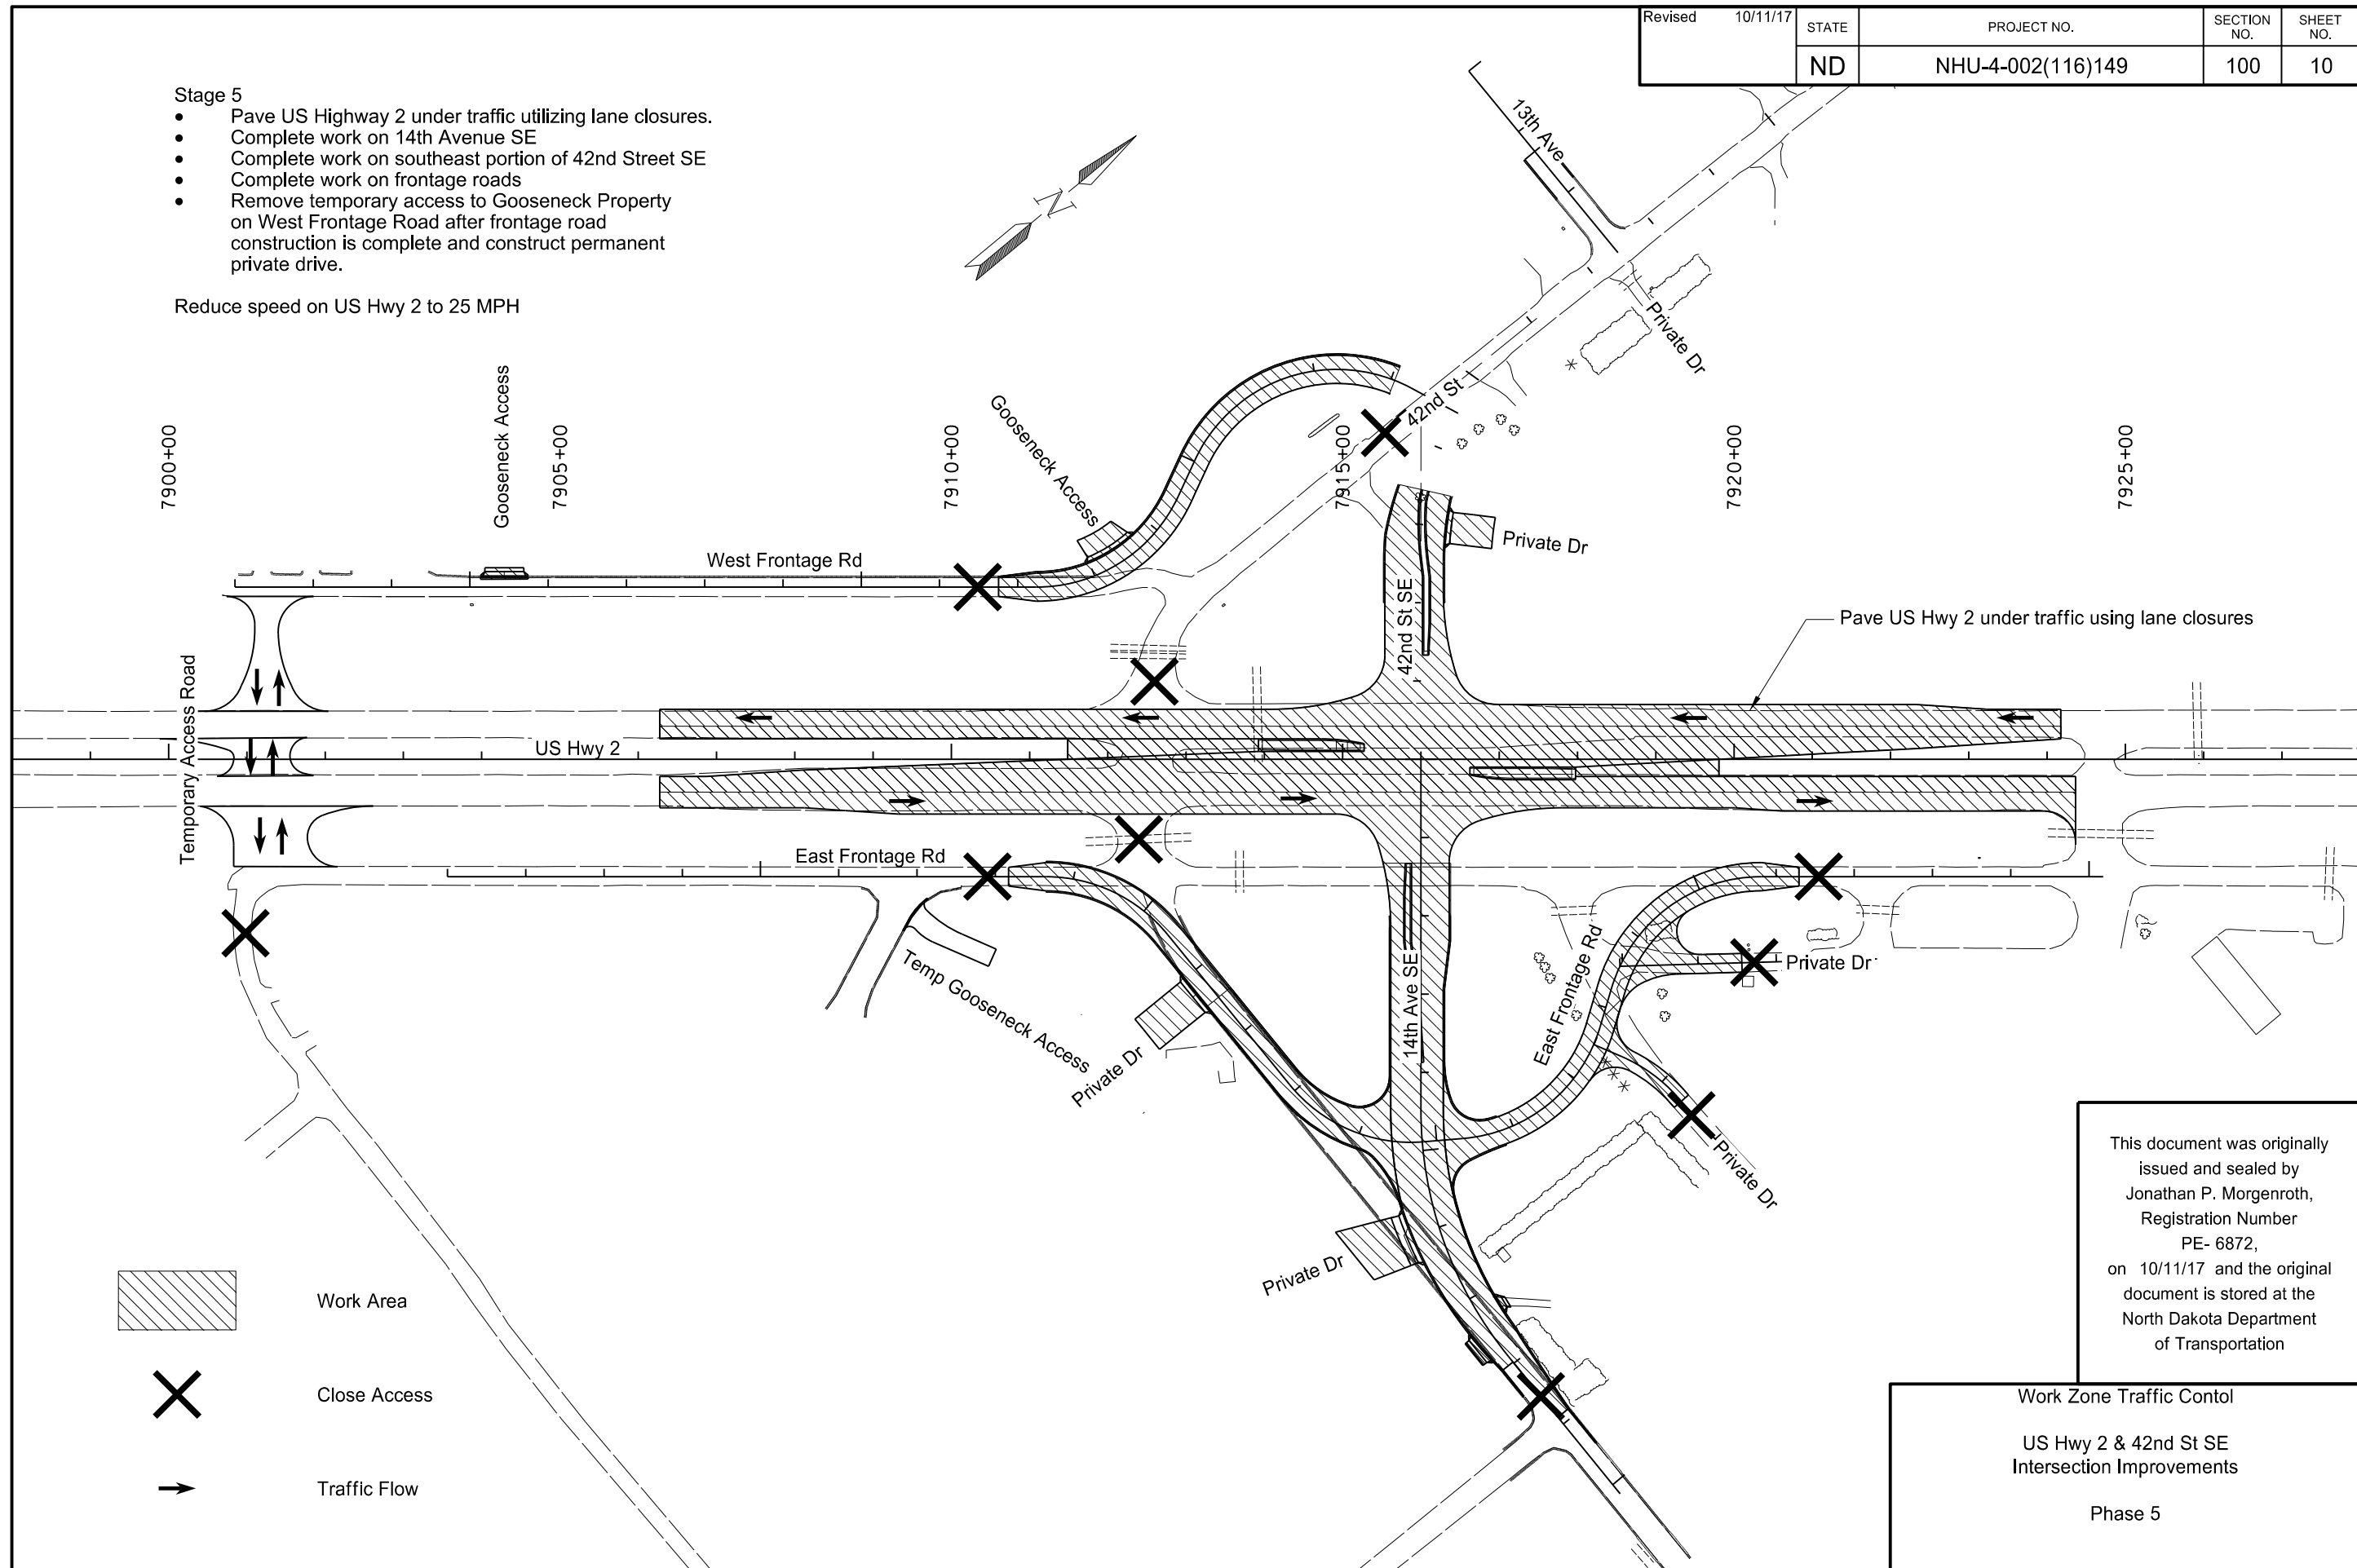 Revised 10/11/17
STATE
PROJECT NO.
SECTION
NO.
SHEET
NO.
ND
NHU-4-002(116)149
100
10
Stage 5
• Pave US Highway 2 under traffic utilizing lane closures.
• Complete work on 14th Avenue SE
• Complete work on southeast portion of 42nd Street SE
• Complete work on frontage roads
• Remove temporary access to Gooseneck Property
on West Frontage Road after frontage road
construction is complete and construct permanent
private drive.
Reduce speed on US Hwy 2 to 25 MPH
N
13th Ave
Private Dr
42nd St
Gooseneck Access
Gooseneck Access
7900+00
7905+00
7910+00
7915+00
7920+00
7925+00
West Frontage Rd
Private Dr
42nd St SE
Pave US Hwy 2 under traffic using lane closures
Temporary Access Road
US Hwy 2
East Frontage Rd
Temp Gooseneck Access
Private Dr
14th Ave SE
East Frontage Rd
Private Dr
Private Dr
Private Dr
Work Area
Close Access
Traffic Flow
This document was originally
issued and sealed by
Jonathan P. Morgenroth,
Registration Number
PE- 6872,
on 10/11/17 and the original
document is stored at the
North Dakota Department
of Transportation
Work Zone Traffic Contol
US Hwy 2 & 42nd St SE
Intersection Improvements
Phase 5